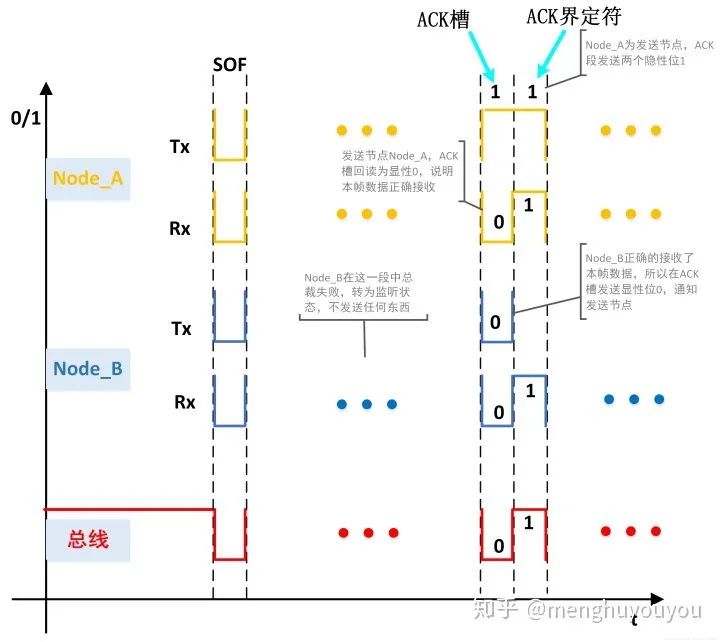 ACK槽
ACK界定符
Node_A为发送节点，ACK
段发送两个隐性位1
SOF
1
1
0/1
Tx
Node_A
发送节点Node_A，ACK
槽回读为显性0，说明
本帧数据正确接收
Rx
0
1
Node_B正确的接收了
本帧数据，所以在ACK
槽发送显性位0，通知
发送节点
Node_B在这一段中总
裁失败，转为监听状
态，不发送任何东西
Tx
0
Node_B
Rx
0
1
总线
0
1
知乎 @menghuyouyou
t